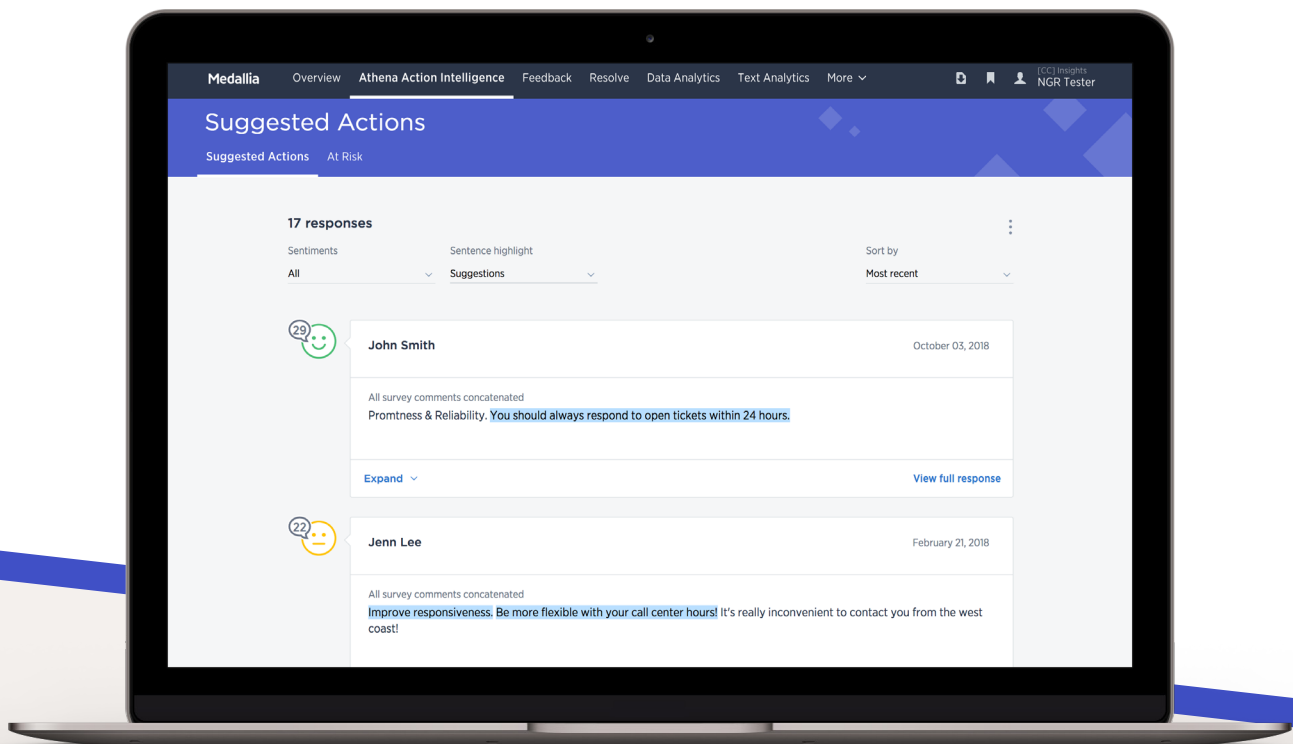 Medallia Overview Athena Action Intelligence Feedback Resolve Data Analytics Text Analytics More
[CC] Insights
NGR Tester
Suggested Actions
Suggested Actions At Risk
17 responses
Sentiments Sentence highlight Sort by
All Suggestions Most recent
29
John Smith October 03, 2018
All survey comments concatenated
Promtness & Reliability. You should always respond to open tickets within 24 hours.
Expand View full response
22
Jenn Lee February 21, 2018
All survey comments concatenated
Improve responsiveness. Be more flexible with your call center hours! It's really inconvenient to contact you from the west
coast!